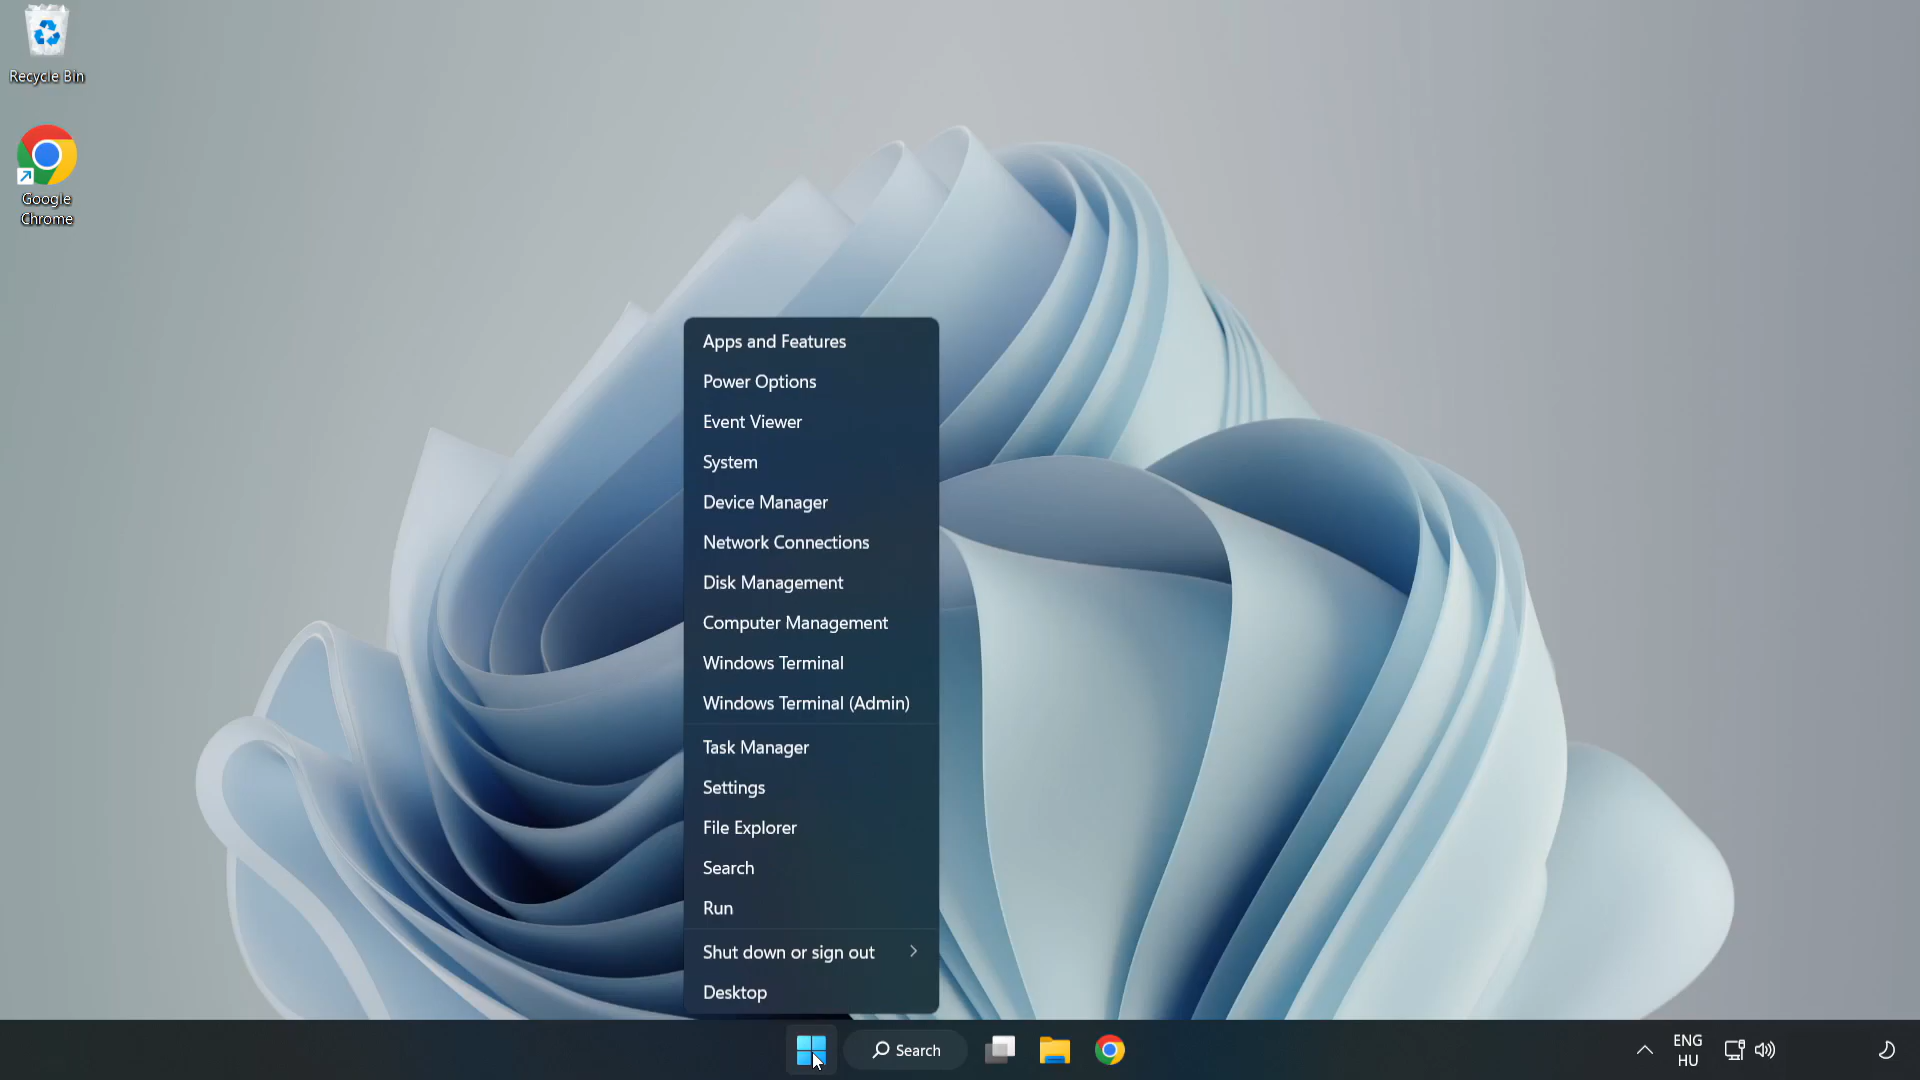 Recycle Bin
Google
Chrome
Apps and Features
Power Options
Event Viewer
System
Device Manager
Network Connections
Disk Management
Computer Management
Windows Terminal
Windows Terminal (Admin)
Task Manager
Settings
File Explorer
Search
Run
Shut down or sign out
Desktop
Search
ENG
HU